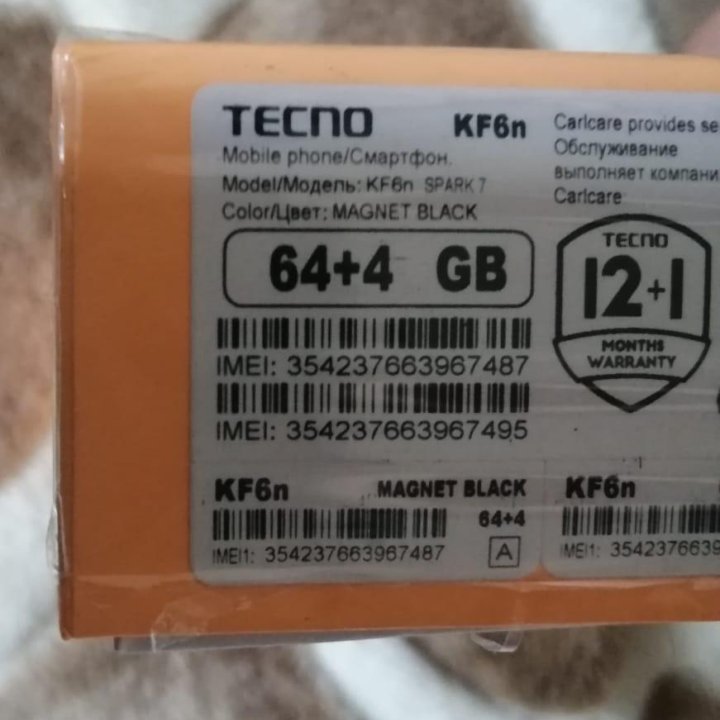 TECNO KF6n
Mobile phone/Смартфон.
Model/Модель: KF6n SPARK 7
Color/Цвет: MAGNET BLACK
64+4 GB
IMEI: 354237663967487
IMEI: 354237663967495
Carlcare provides se
Обслуживание
выполняет компани
Carlcare
TECNO
12+1
MONTHS
WARRANTY
KF6n MAGNET BLACK
64+4
IMEI1: 354237663967487 A
KF6n
IMEI1: 3542376639